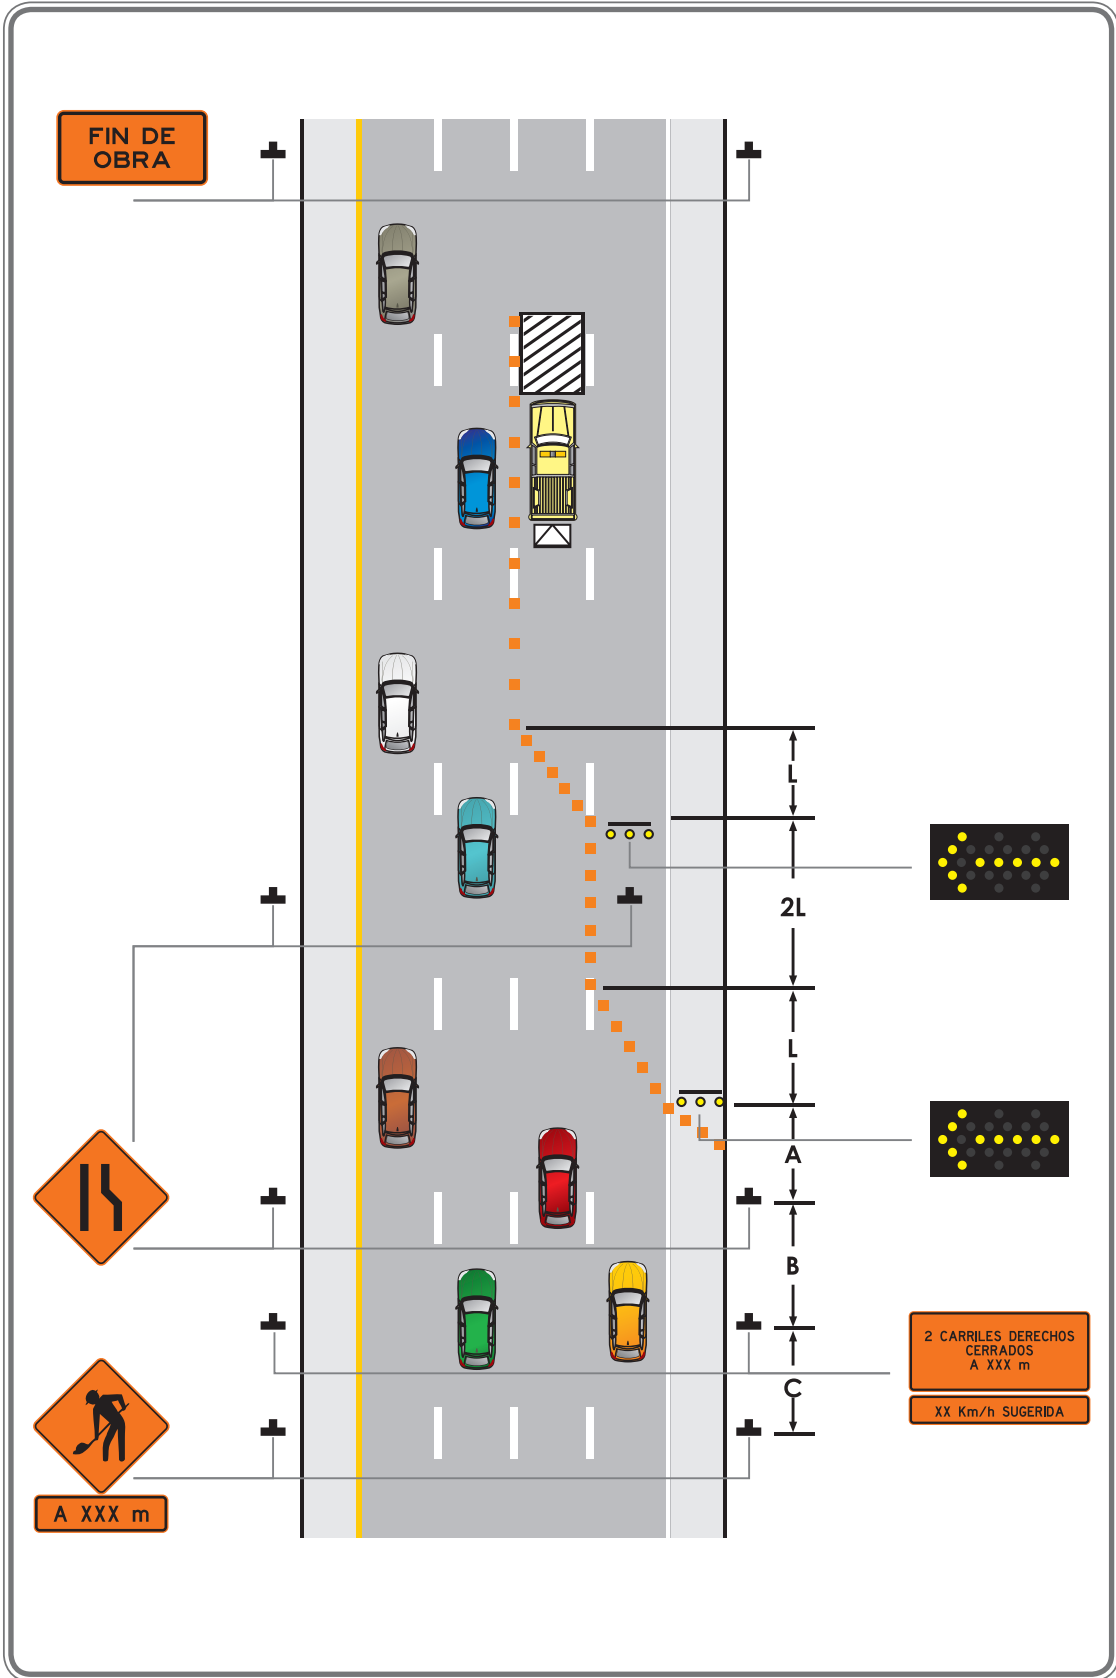 FIN DE
OBRA
L
2L
L
A
B
2 CARRILES DERECHOS
CERRADOS
A XXX m
C
XX Km/h SUGERIDA
A XXX m